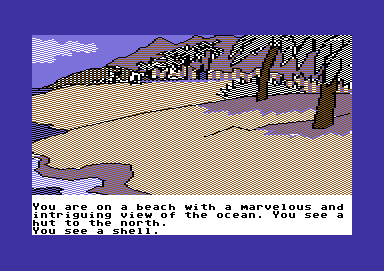 You are on a beach with a marvelous and
intriguing view of the ocean. You see a
hut to the north.
You see a shell.